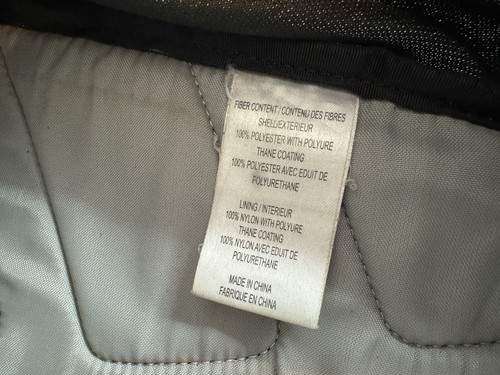 FIBER CONTENT / CONTENU DES FIBRES
SHELL/EXTERIEUR
100% POLYESTER WITH POLYURE
THANE COATING
100% POLYESTER AVEC EDUIT DE
POLYURETHANE
LINING / INTERIEUR
100% NYLON WITH POLYURE
THANE COATING
100% NYLON AVEC EDUIT DE
POLYURETHANE
MADE IN CHINA
FABRIQUE EN CHINA